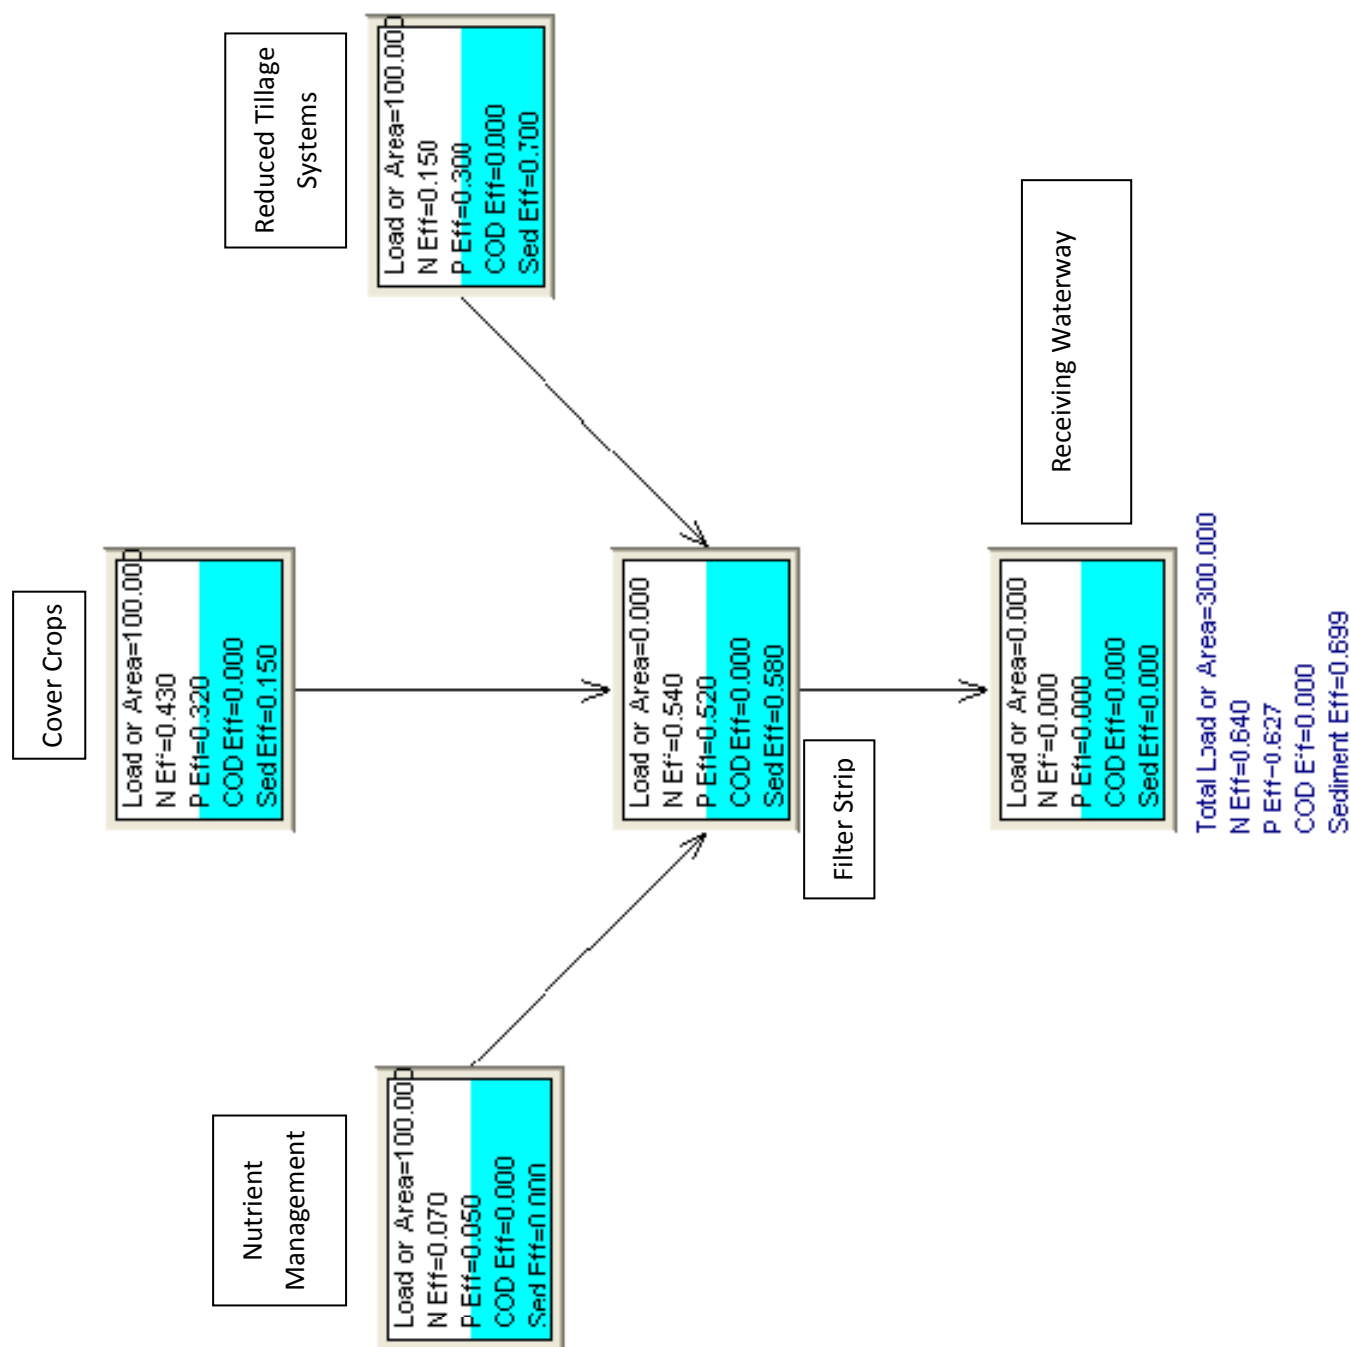 Cover Crops
Load or Area=100.000
N Eff=0.430
P Eff=0.320
COD Eff=0.000
Sed Eff=0.150
Nutrient
Management
Load or Area=100.000
N Eff=0.070
P Eff=0.050
COD Eff=0.000
Sed Eff=0.000
Reduced Tillage
Systems
Load or Area=100.000
N Eff=0.150
P Eff=0.300
COD Eff=0.000
Sed Eff=0.700
Load or Area=0.000
N Eff=0.540
P Eff=0.520
COD Eff=0.000
Sed Eff=0.580
Filter Strip
Load or Area=0.000
N Eff=0.000
P Eff=0.000
COD Eff=0.000
Sed Eff=0.000
Receiving Waterway
Total Load or Area=300.000
N Eff=0.640
P Eff=0.627
COD Eff=0.000
Sediment Eff=0.699